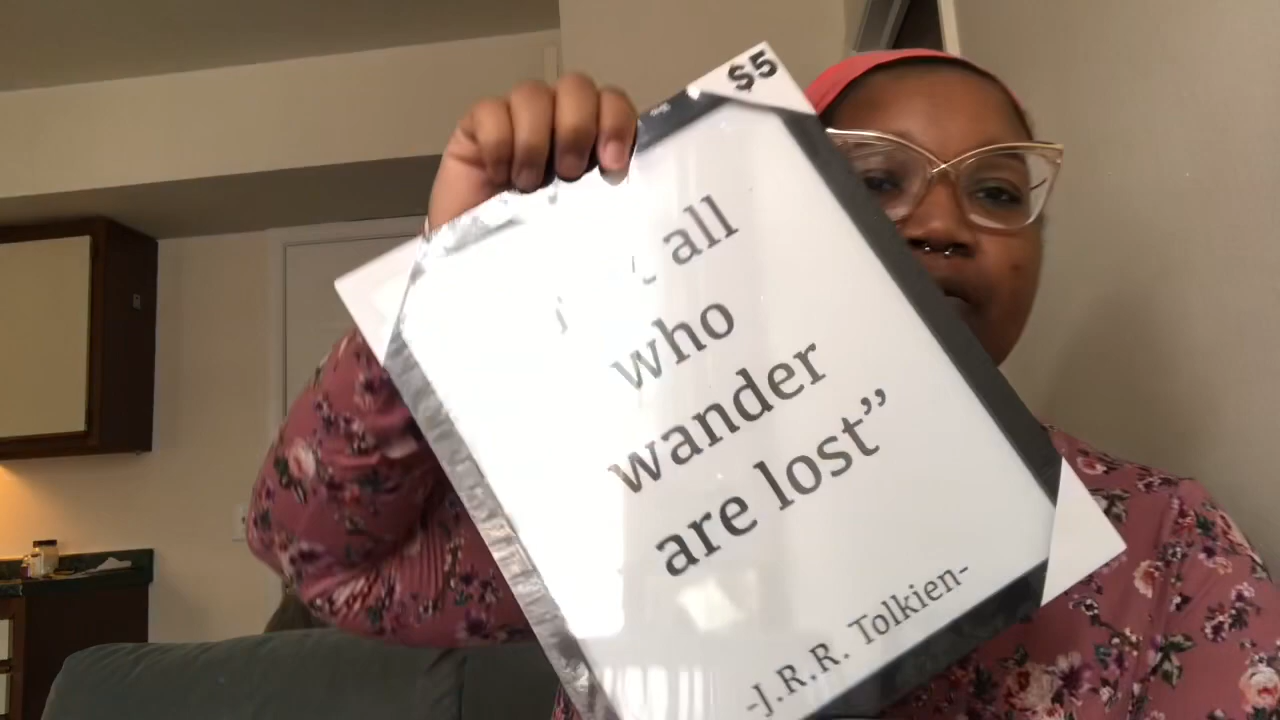 $5
all
who
wander
are lost”
-J.R.R. Tolkien-